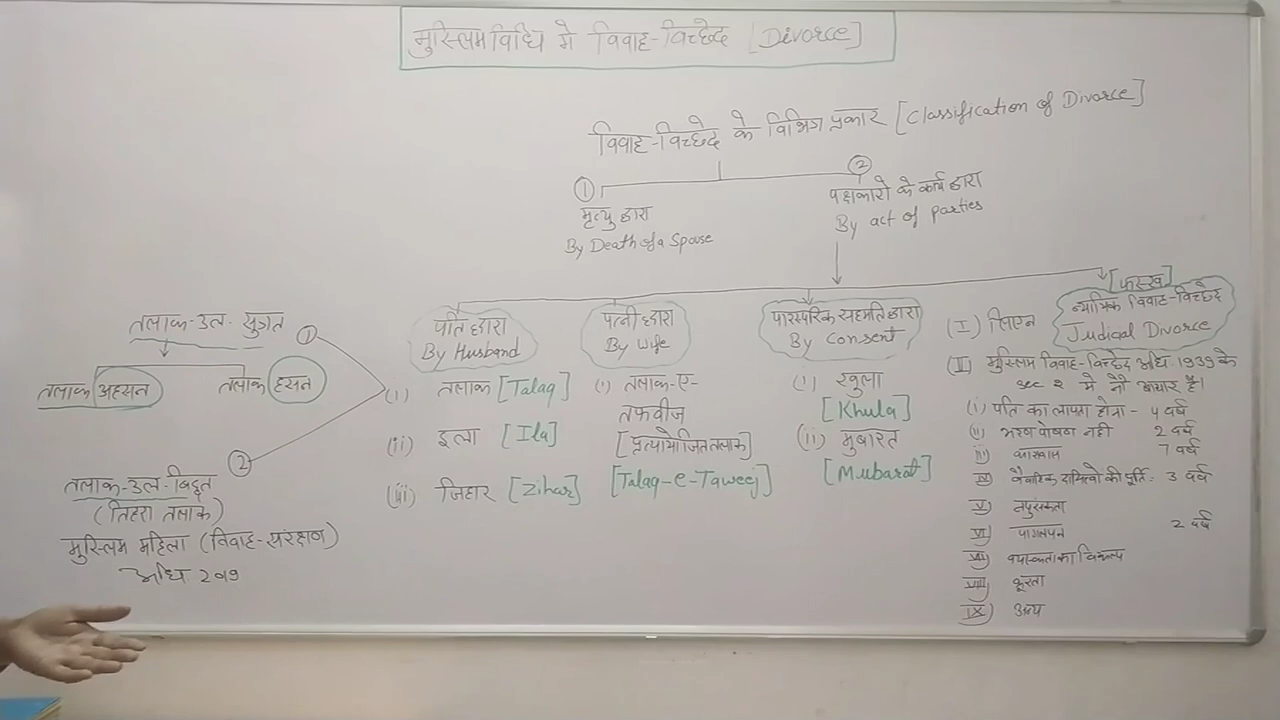 मुस्लिम विधि में विवाह-विच्छेद [Divorce]
विवाह-विच्छेद के विभिन्न प्रकार [Classification of Divorce]
①
मृत्यु द्वारा
By Death of a Spouse
②
पक्षकारो के कार्य द्वारा
By act of parties
पति द्वारा
By Husband
(i) तलाक [Talaq]
(ii) इला [Ila]
(iii) जिहार [Zihar]
तलाक-उल-सुन्नत ①
तलाक अहसन
तलाक हसन
②
तलाक-उल-बिद्दत
(तिहरा तलाक)
मुस्लिम महिला (विवाह-संरक्षण)
अधि 2019
पत्नी द्वारा
By Wife
(i) तलाक-ए-
तफवीज
[प्रत्यायोजित तलाक]
[Talaq-e-Taweej]
पारस्परिक सहमति द्वारा
By Consent
(i) खुला
[Khula]
(ii) मुबारत
[Mubarat]
[फस्ख]
न्यायिक विवाह-विच्छेद
Judicial Divorce
(I) लिएन
(II) मुस्लिम विवाह-विच्छेद अधि 1939 के
sec 2 मे नौ आधार है।
(i) पति का लापता होना - 4 वर्ष
(ii) भरण पोषण नही 2 वर्ष
iii) कारावास 7 वर्ष
IV) वैवाहिक दायित्वो की पूर्ति - 3 वर्ष
V) नपुंसकता
VI) पागलपन 2 वर्ष
VII) वयस्कता का विकल्प
VIII) क्रूरता
IX) अन्य